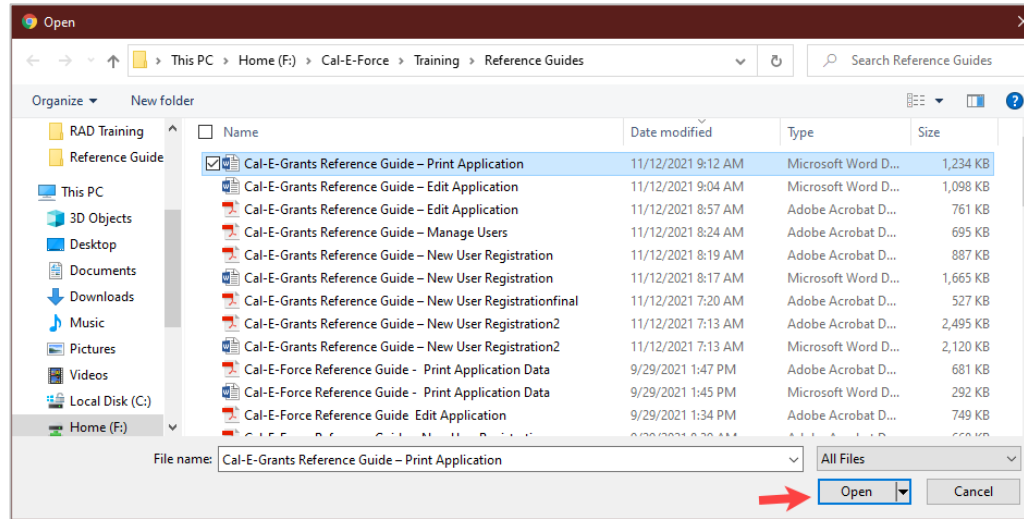 Open
This PC > Home (F:) > Cal-E-Force > Training > Reference Guides
Search Reference Guides
Organize
New folder
RAD Training
Reference Guide
This PC
3D Objects
Desktop
Documents
Downloads
Music
Pictures
Videos
Local Disk (C:)
Home (F:)
Name Date modified Type Size
Cal-E-Grants Reference Guide – Print Application 11/12/2021 9:12 AM Microsoft Word D... 1,234 KB
Cal-E-Grants Reference Guide – Edit Application 11/12/2021 9:04 AM Microsoft Word D... 1,098 KB
Cal-E-Grants Reference Guide – Edit Application 11/12/2021 8:57 AM Adobe Acrobat D... 761 KB
Cal-E-Grants Reference Guide – Manage Users 11/12/2021 8:24 AM Adobe Acrobat D... 695 KB
Cal-E-Grants Reference Guide – New User Registration 11/12/2021 8:19 AM Adobe Acrobat D... 887 KB
Cal-E-Grants Reference Guide – New User Registration 11/12/2021 8:17 AM Microsoft Word D... 1,665 KB
Cal-E-Grants Reference Guide – New User Registrationfinal 11/12/2021 7:20 AM Adobe Acrobat D... 527 KB
Cal-E-Grants Reference Guide – New User Registration2 11/12/2021 7:13 AM Adobe Acrobat D... 2,495 KB
Cal-E-Grants Reference Guide – New User Registration2 11/12/2021 7:13 AM Microsoft Word D... 2,120 KB
Cal-E-Force Reference Guide - Print Application Data 9/29/2021 1:47 PM Adobe Acrobat D... 681 KB
Cal-E-Force Reference Guide - Print Application Data 9/29/2021 1:45 PM Microsoft Word D... 292 KB
Cal-E-Force Reference Guide Edit Application 9/29/2021 1:34 PM Adobe Acrobat D... 749 KB
File name: Cal-E-Grants Reference Guide – Print Application
All Files
Open
Cancel